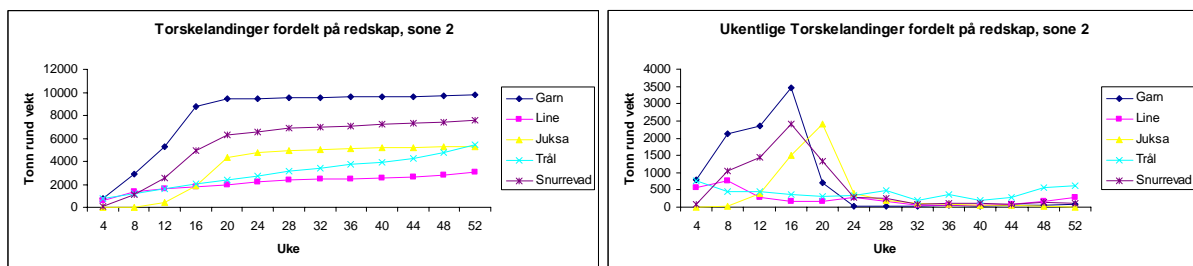 Torskelandinger fordelt på redskap, sone 2
12000
10000
8000
6000
4000
2000
0
Tonn rund vekt
4 8 12 16 20 24 28 32 36 40 44 48 52
Uke
Garn
Line
Juksa
Trål
Snurrevad
Ukentlige Torskelandinger fordelt på redskap, sone 2
4000
3500
3000
2500
2000
1500
1000
500
0
Tonn rund vekt
4 8 12 16 20 24 28 32 36 40 44 48 52
Uke
Garn
Line
Juksa
Trål
Snurrevad